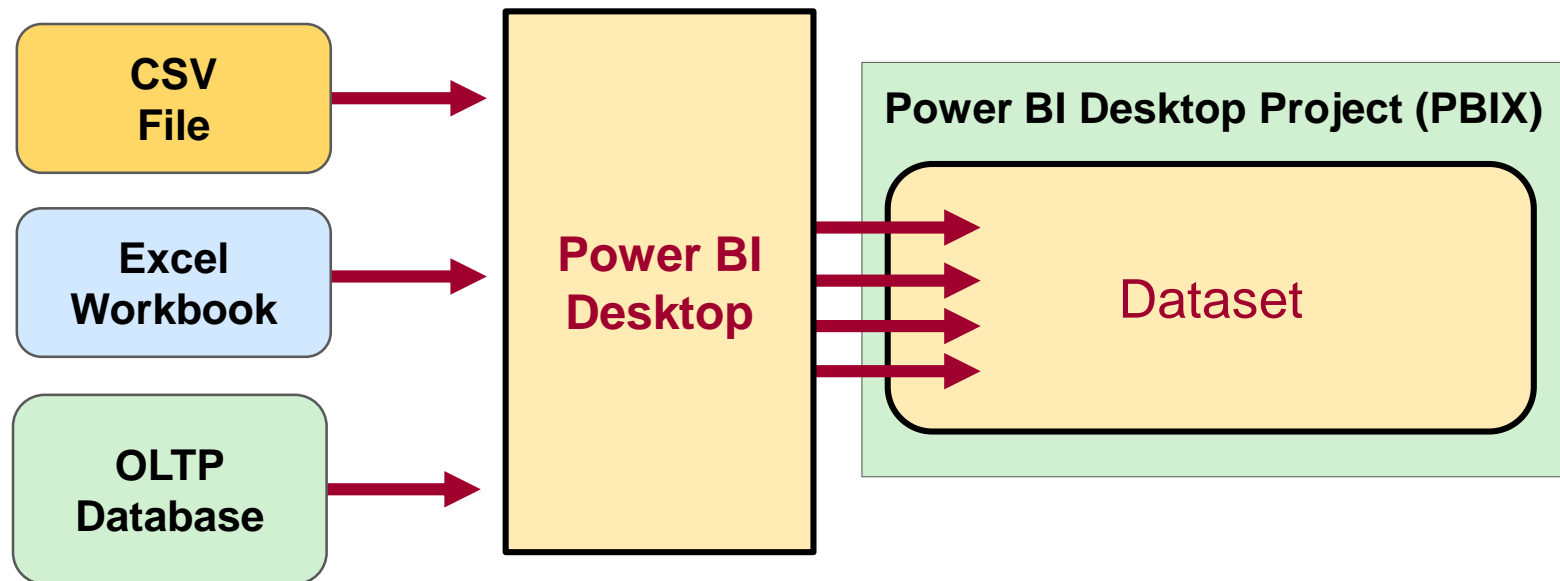 CSV
File
Excel
Workbook
OLTP
Database
Power BI
Desktop
Power BI Desktop Project (PBIX)
Dataset